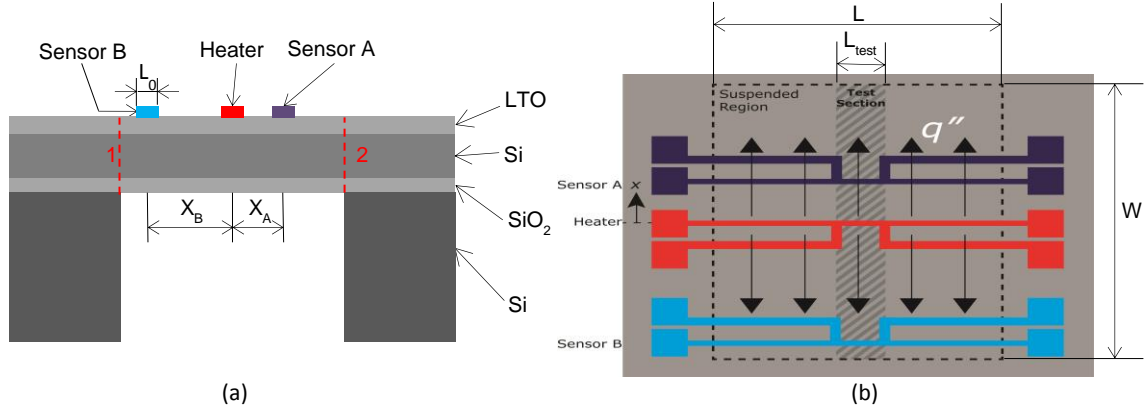 Sensor B
Heater
Sensor A
L0
LTO
Si
SiO2
Si
1
2
XB
XA
(a)
L
Ltest
Suspended
Region
Test
Section
q"
Sensor A
x
Heater
Sensor B
W
(b)